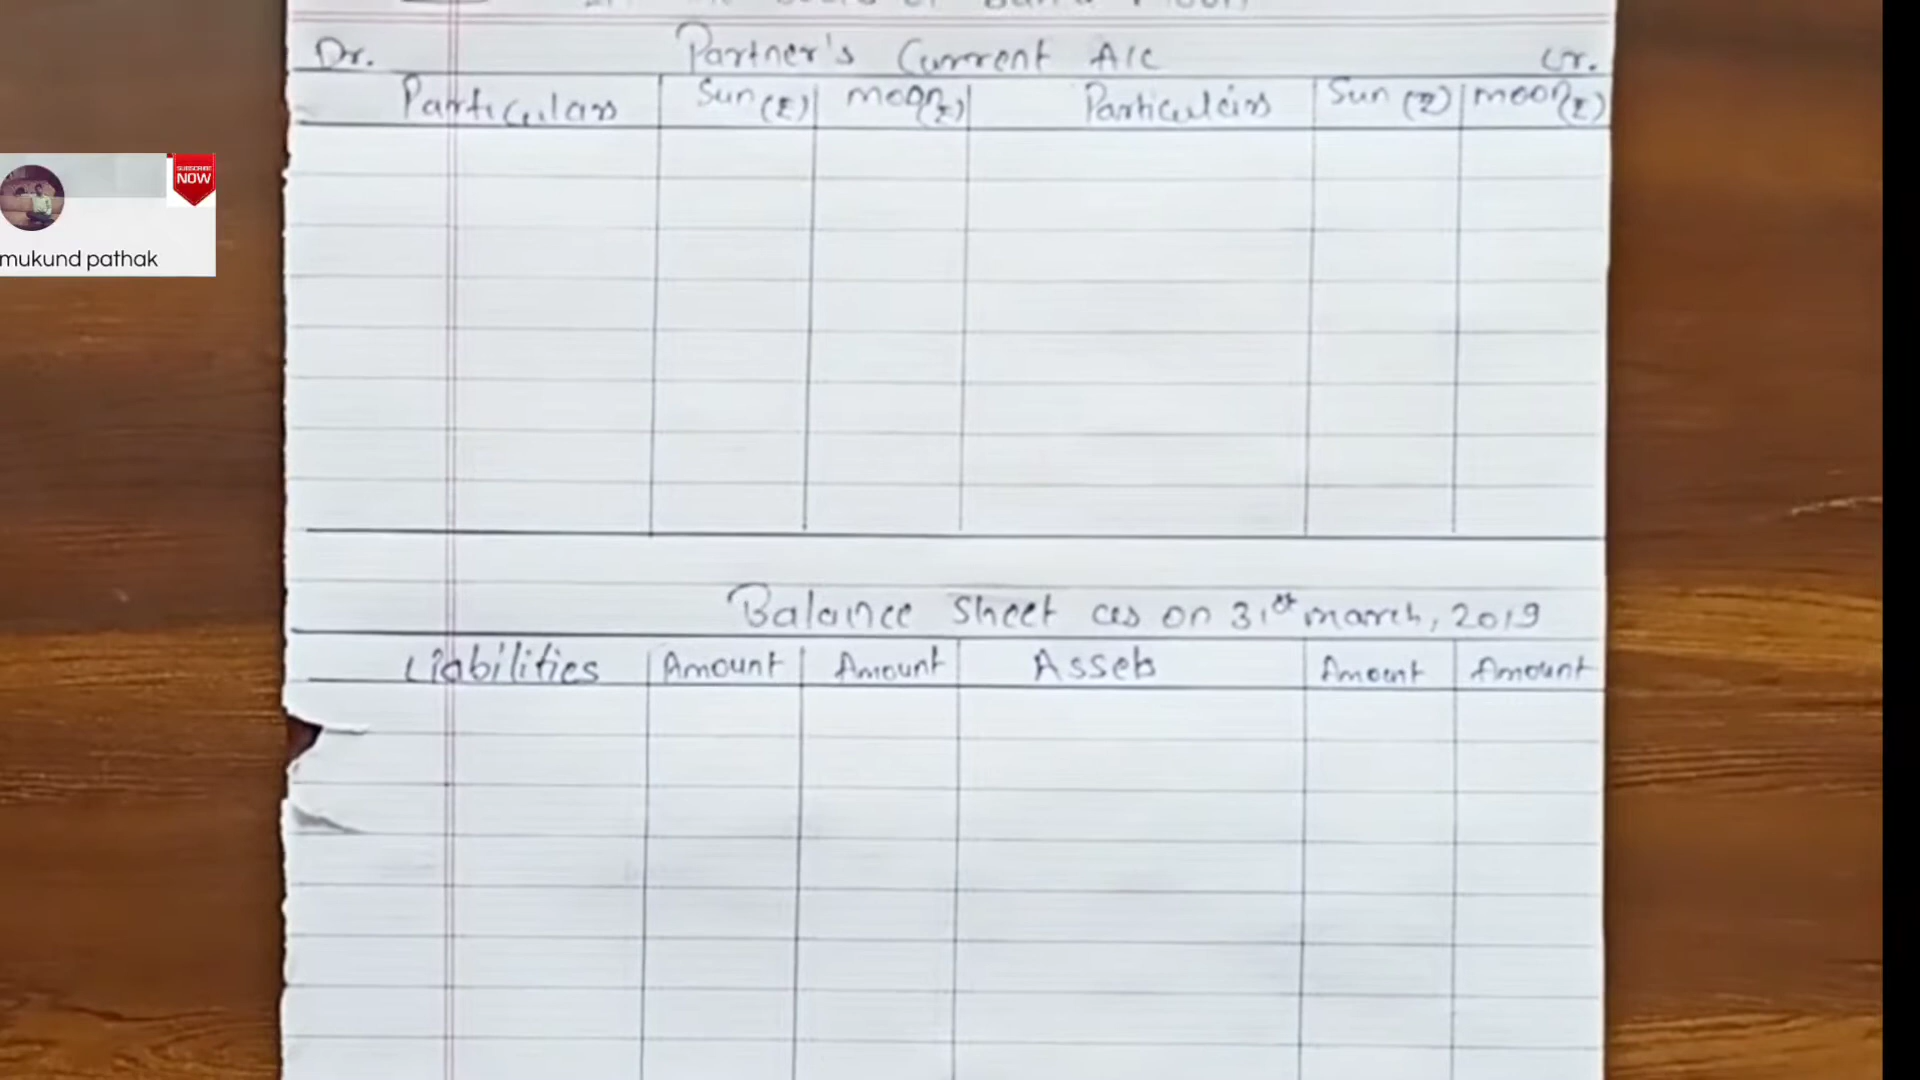 Dr. Partner's Current A/c Cr.
Particulars Sun (₹) Moon (₹) Particulars Sun (₹) Moon (₹)
SUBSCRIBE
NOW
mukund pathak
Balance Sheet as on 31st march, 2019
Liabilities Amount Amount Assets Amount Amount